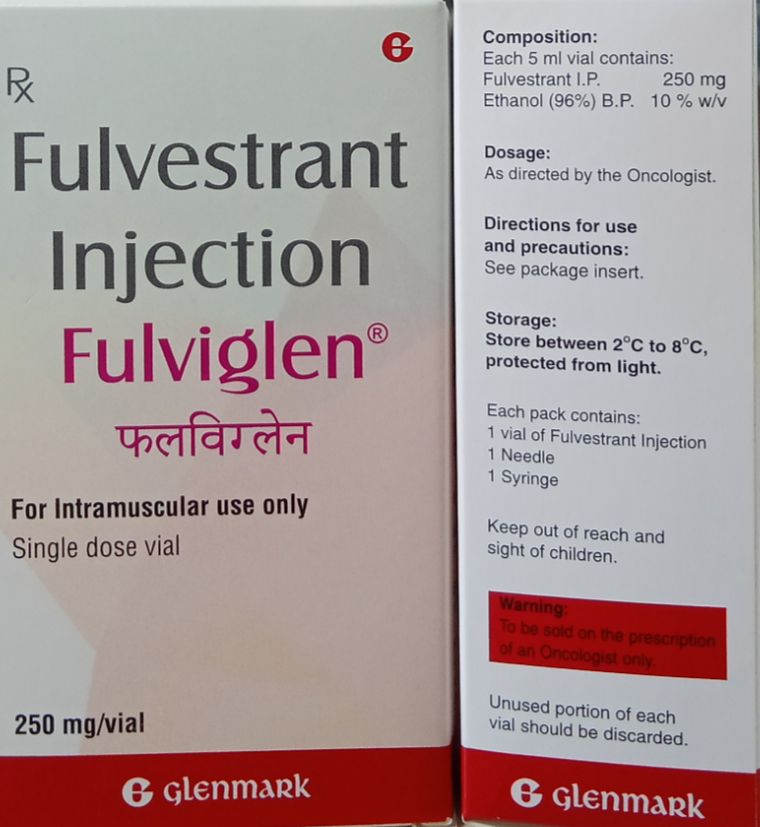 Rx
Fulvestrant
Injection
Fulviglen®
फलविग्लेन
For Intramuscular use only
Single dose vial
250 mg/vial
GLENMARK
Composition:
Each 5 ml vial contains:
Fulvestrant I.P. 250 mg
Ethanol (96%) B.P. 10 % w/v
Dosage:
As directed by the Oncologist.
Directions for use
and precautions:
See package insert.
Storage:
Store between 2°C to 8°C,
protected from light.
Each pack contains:
1 vial of Fulvestrant Injection
1 Needle
1 Syringe
Keep out of reach and
sight of children.
Warning:
To be sold on the prescription
of an Oncologist only.
Unused portion of each
vial should be discarded.
GLENMARK